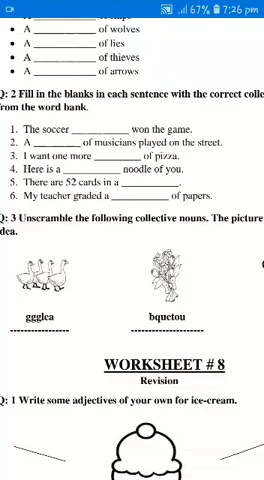 67% 7:26 pm
A ____________ of wolves
A ____________ of lies
A ____________ of thieves
A ____________ of arrows
Q: 2 Fill in the blanks in each sentence with the correct colle
from the word bank.
1. The soccer ___________ won the game.
2. A _________ of musicians played on the street.
3. I want one more _________ of pizza.
4. Here is a ___________ noodle of you.
5. There are 52 cards in a ___________.
6. My teacher graded a ___________ of papers.
Q: 3 Unscramble the following collective nouns. The picture
dea.
ggglea bquctou
WORKSHEET # 8
Revision
Q: 1 Write some adjectives of your own for ice-cream.